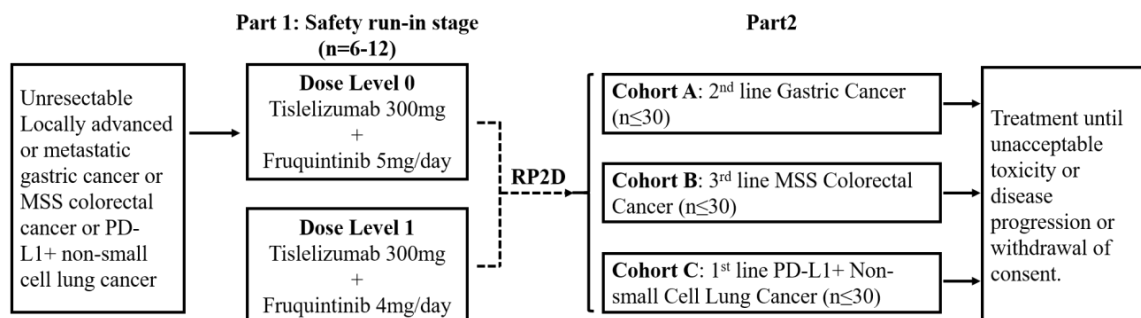 Part 1: Safety run-in stage
(n=6-12)
Part2
Unresectable
Locally advanced
or metastatic
gastric cancer or
MSS colorectal
cancer or PD-
L1+ non-small
cell lung cancer
Dose Level 0
Tislelizumab 300mg
+
Fruquintinib 5mg/day
Dose Level 1
Tislelizumab 300mg
+
Fruquintinib 4mg/day
RP2D
Cohort A: 2nd line Gastric Cancer
(n≤30)
Cohort B: 3rd line MSS Colorectal
Cancer (n≤30)
Cohort C: 1st line PD-L1+ Non-
small Cell Lung Cancer (n≤30)
Treatment until
unacceptable
toxicity or
disease
progression or
withdrawal of
consent.